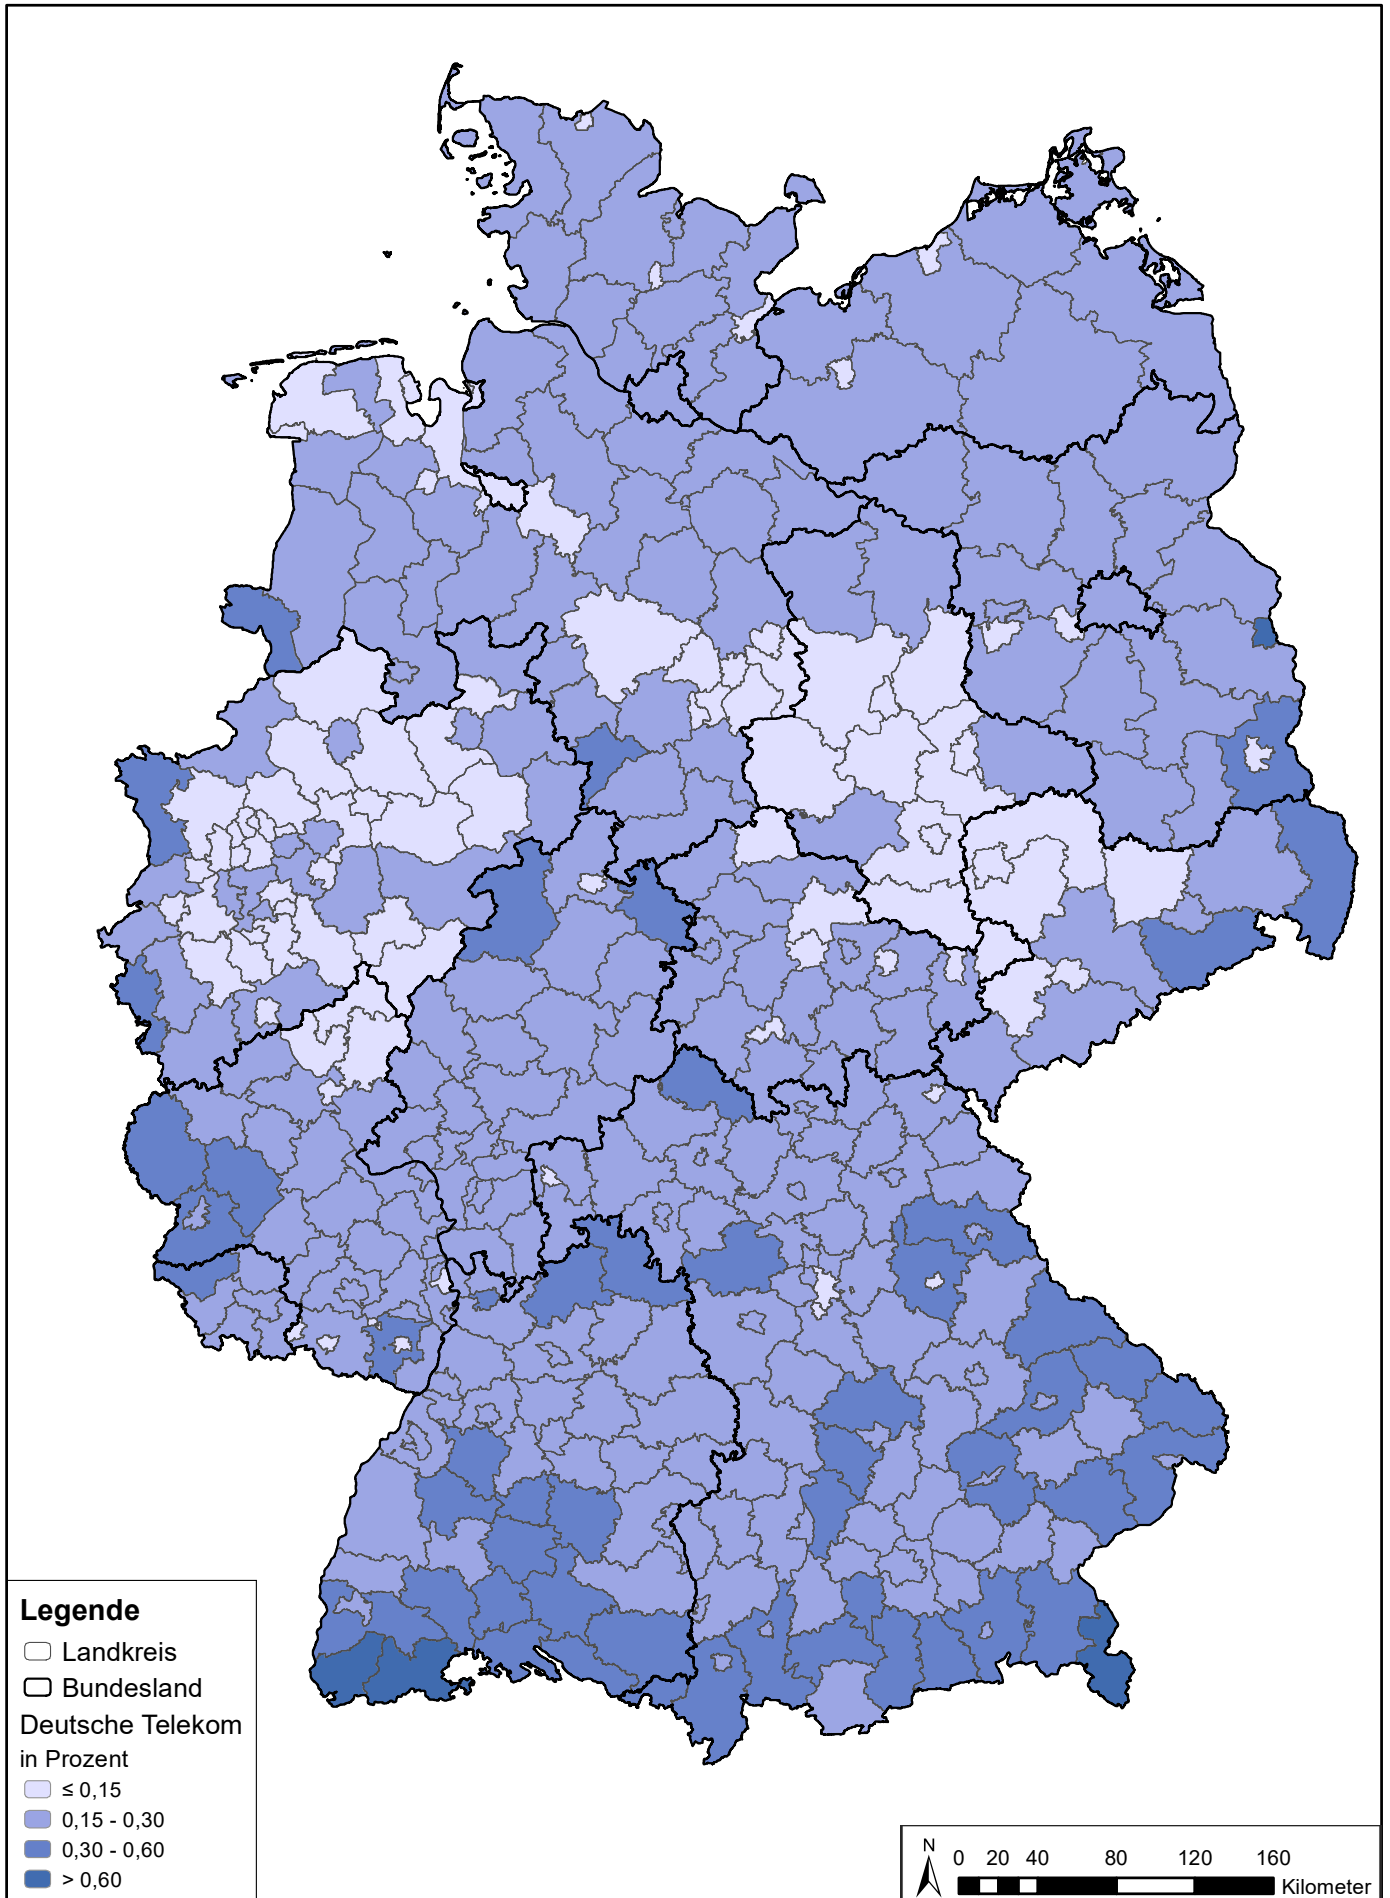 Legende
Landkreis
Bundesland
Deutsche Telekom
in Prozent
≤ 0,15
0,15 - 0,30
0,30 - 0,60
> 0,60
N
0 20 40 80 120 160
Kilometer